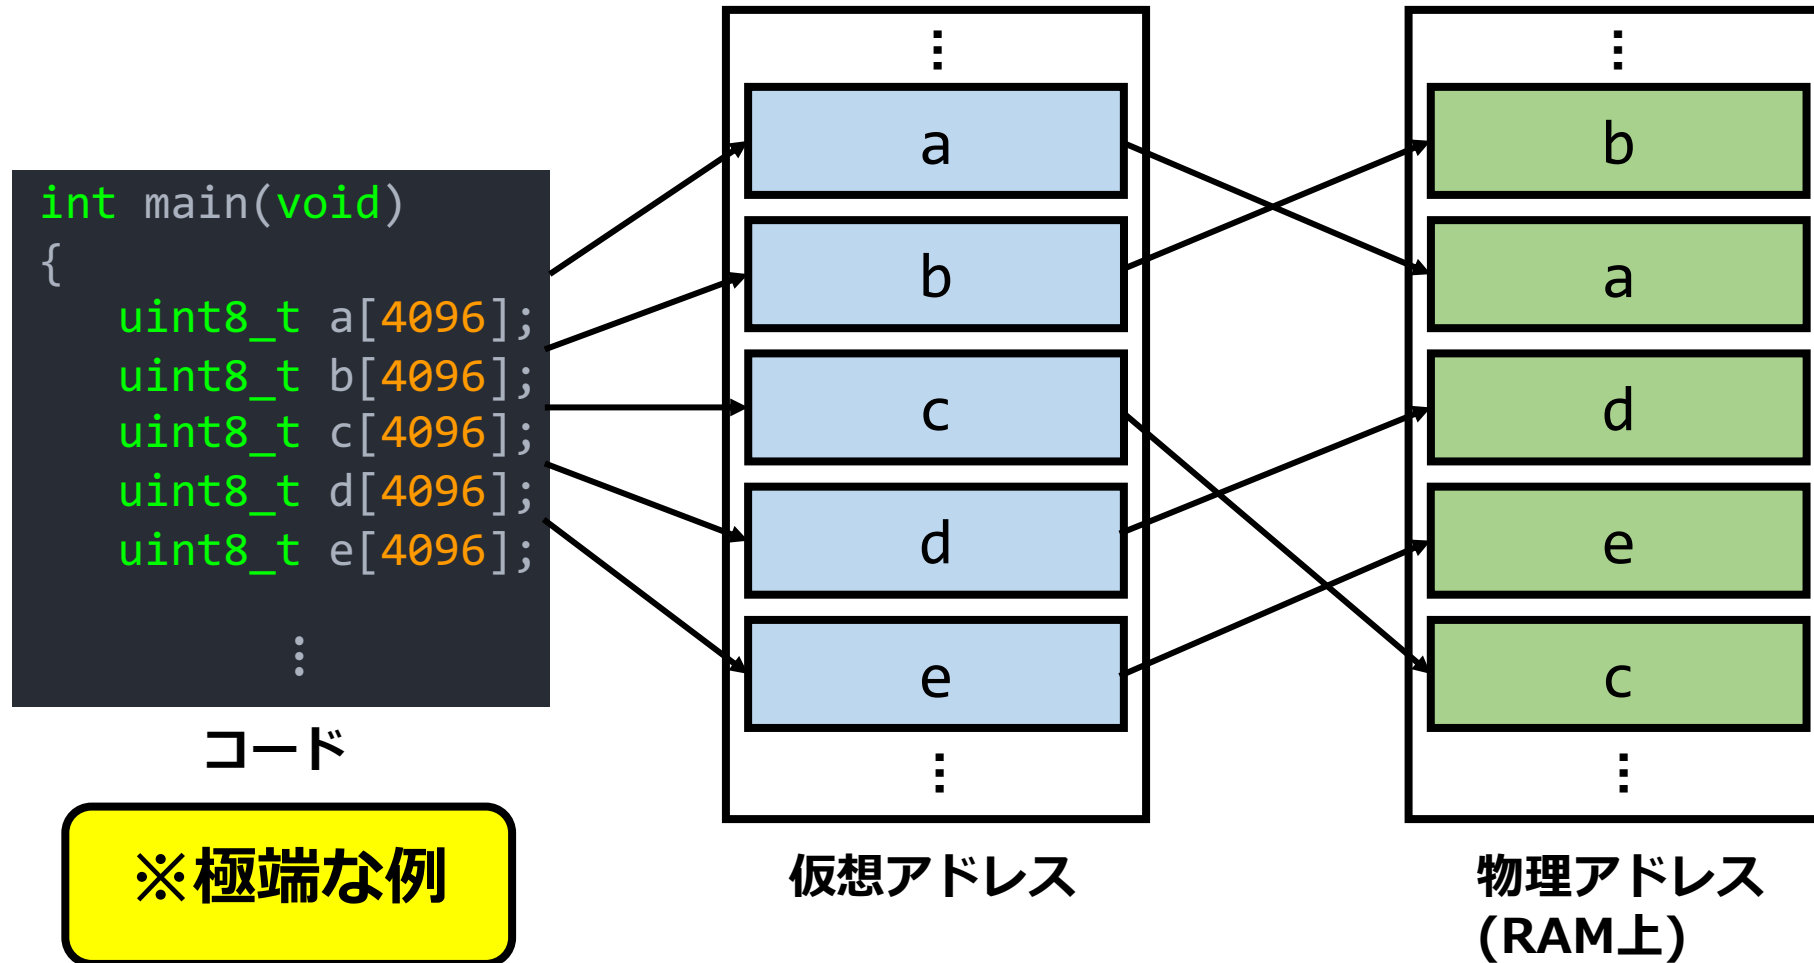 int main(void)
{
uint8_t a[4096];
uint8_t b[4096];
uint8_t c[4096];
uint8_t d[4096];
uint8_t e[4096];
⋮
コード
※極端な例
⋮
a
b
c
d
e
⋮
仮想アドレス
⋮
b
a
d
e
c
⋮
物理アドレス
(RAM上)